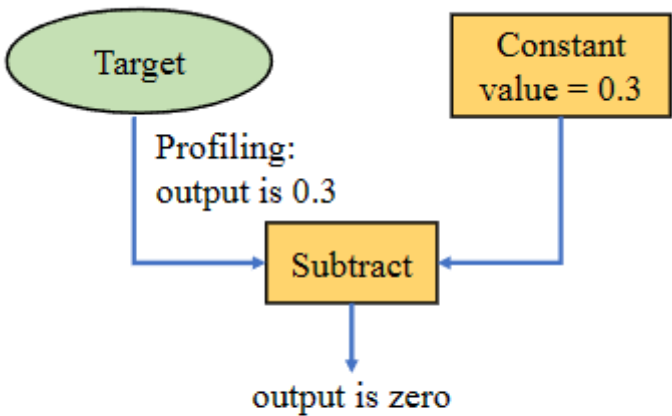 Target
Constant
value = 0.3
Profiling:
output is 0.3
Subtract
output is zero